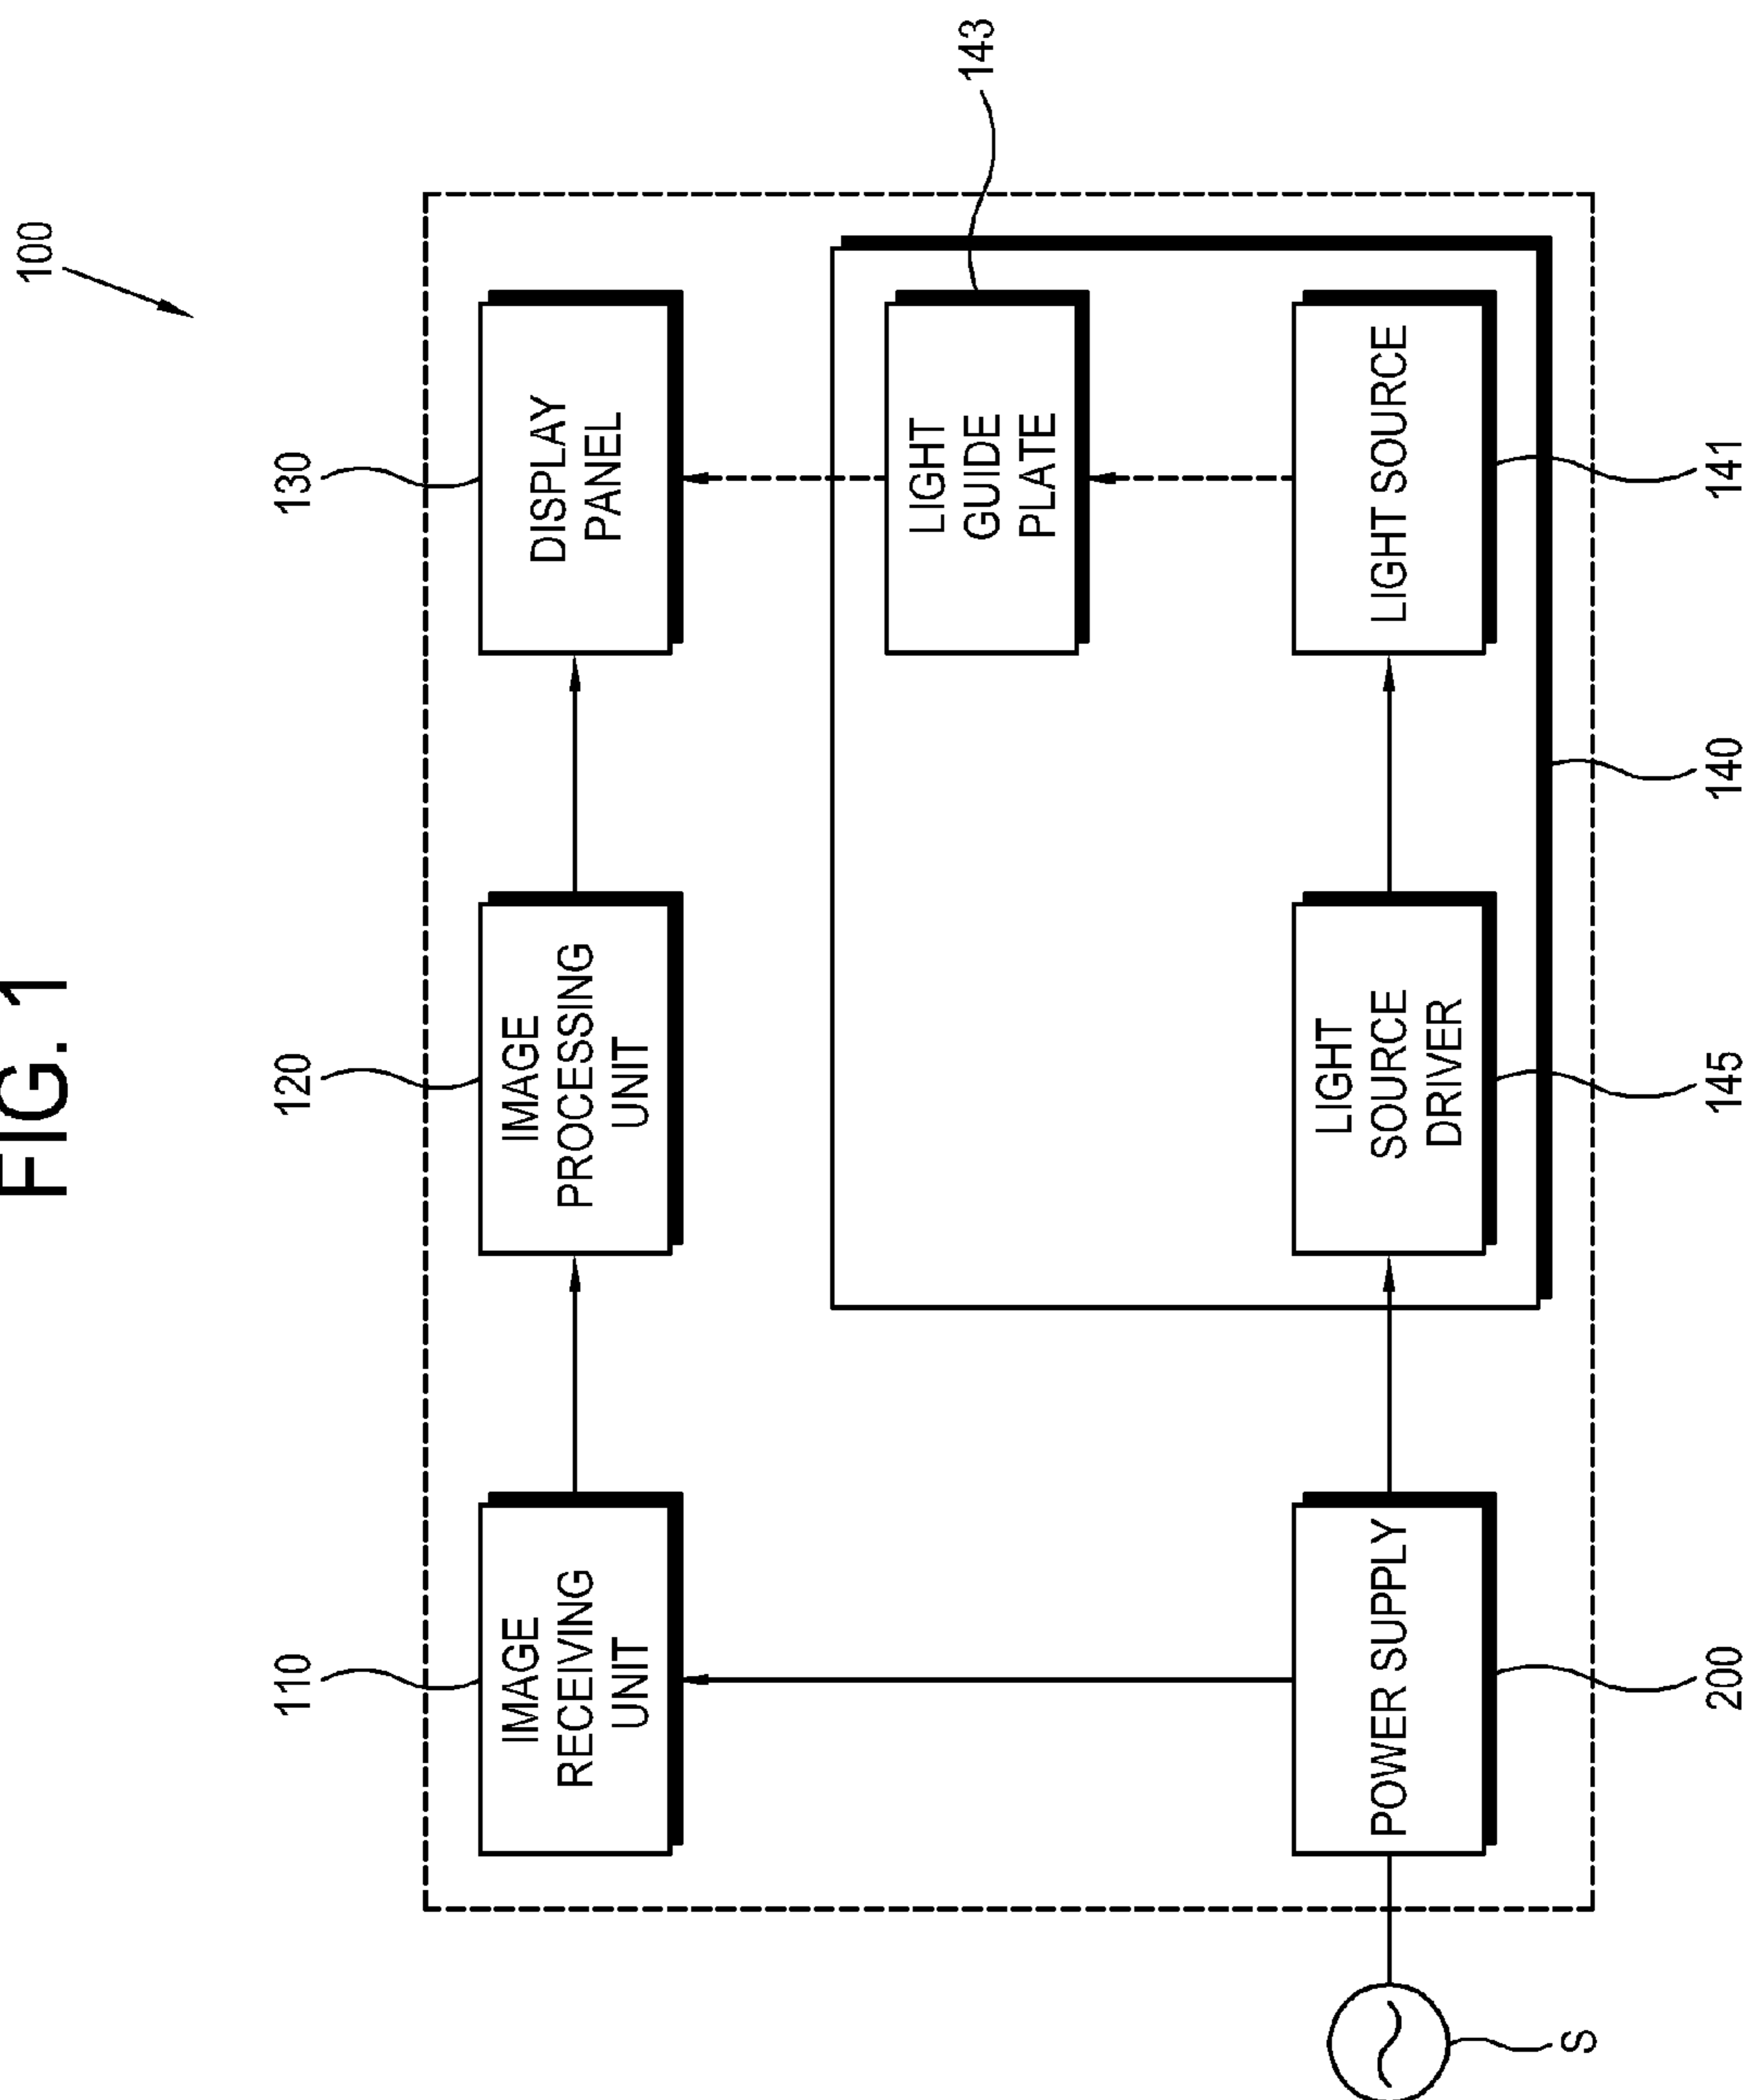 FIG. 1
100
110
120
130
IMAGE
RECEIVING
UNIT
IMAGE
PROCESSING
UNIT
DISPLAY
PANEL
143
LIGHT
GUIDE
PLATE
POWER SUPPLY
LIGHT
SOURCE
DRIVER
LIGHT SOURCE
S
200
145
140
141